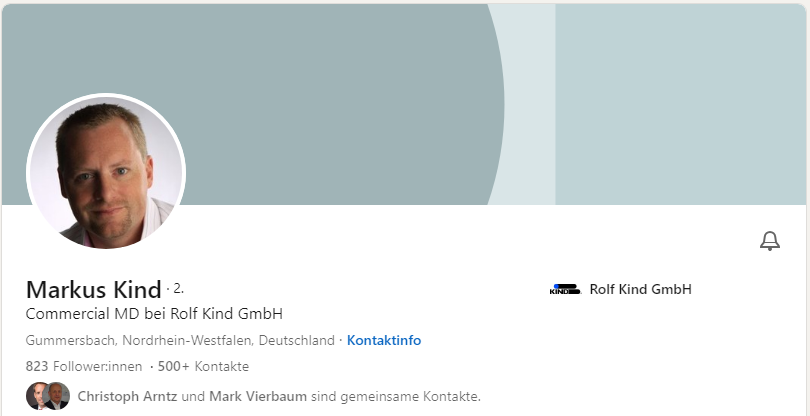 Markus Kind · 2.
Commercial MD bei Rolf Kind GmbH
Gummersbach, Nordrhein-Westfalen, Deutschland · Kontaktinfo
823 Follower:innen · 500+ Kontakte
Christoph Arntz und Mark Vierbaum sind gemeinsame Kontakte.
KIND
Rolf Kind GmbH